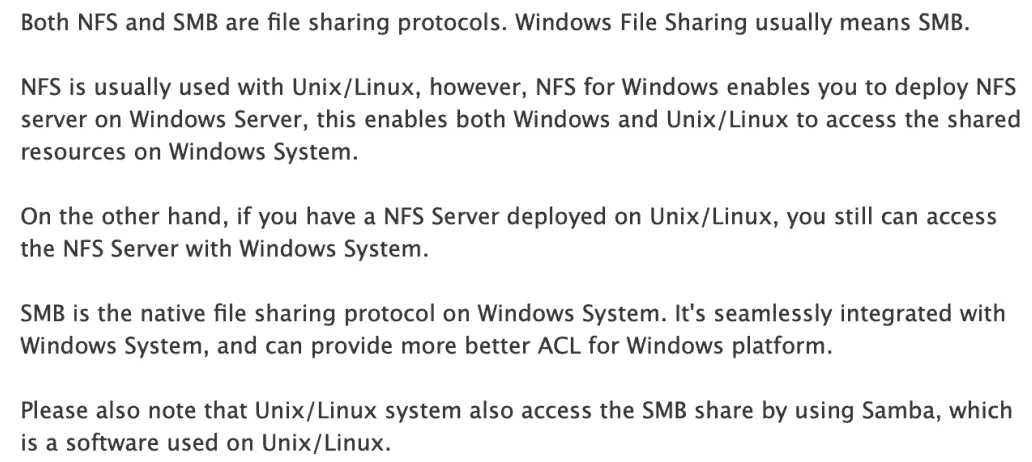 Both NFS and SMB are file sharing protocols. Windows File Sharing usually means SMB.
NFS is usually used with Unix/Linux, however, NFS for Windows enables you to deploy NFS
server on Windows Server, this enables both Windows and Unix/Linux to access the shared
resources on Windows System.
On the other hand, if you have a NFS Server deployed on Unix/Linux, you still can access
the NFS Server with Windows System.
SMB is the native file sharing protocol on Windows System. It's seamlessly integrated with
Windows System, and can provide more better ACL for Windows platform.
Please also note that Unix/Linux system also access the SMB share by using Samba, which
is a software used on Unix/Linux.